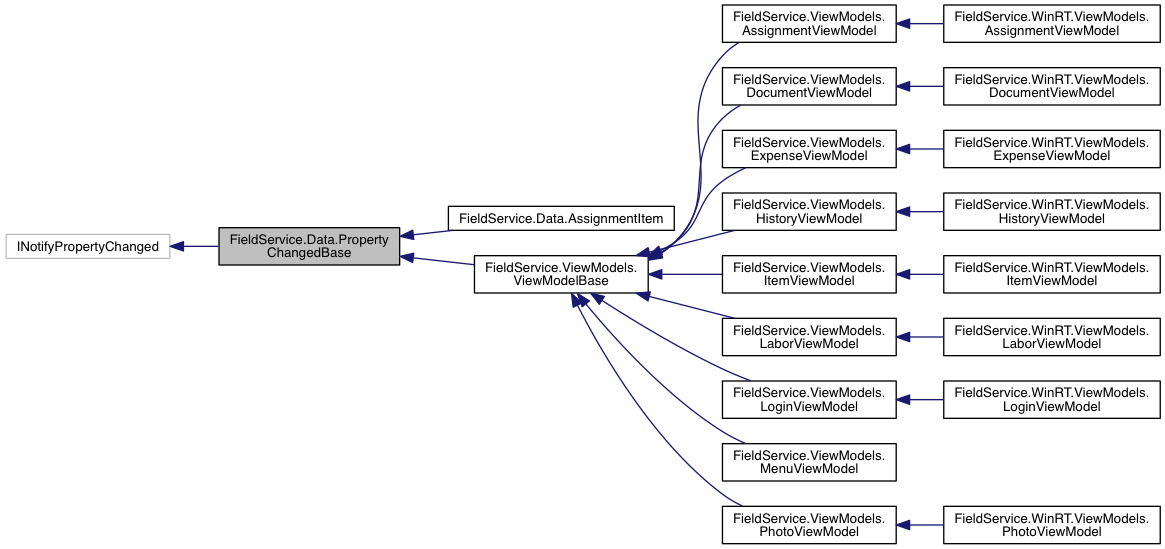 FieldService.ViewModels.
AssignmentViewModel
FieldService.WinRT.ViewModels.
AssignmentViewModel
FieldService.ViewModels.
DocumentViewModel
FieldService.WinRT.ViewModels.
DocumentViewModel
FieldService.ViewModels.
ExpenseViewModel
FieldService.WinRT.ViewModels.
ExpenseViewModel
FieldService.ViewModels.
HistoryViewModel
FieldService.WinRT.ViewModels.
HistoryViewModel
FieldService.Data.AssignmentItem
INotifyPropertyChanged
FieldService.Data.Property
ChangedBase
FieldService.ViewModels.
ViewModelBase
FieldService.ViewModels.
ItemViewModel
FieldService.WinRT.ViewModels.
ItemViewModel
FieldService.ViewModels.
LaborViewModel
FieldService.WinRT.ViewModels.
LaborViewModel
FieldService.ViewModels.
LoginViewModel
FieldService.WinRT.ViewModels.
LoginViewModel
FieldService.ViewModels.
MenuViewModel
FieldService.ViewModels.
PhotoViewModel
FieldService.WinRT.ViewModels.
PhotoViewModel